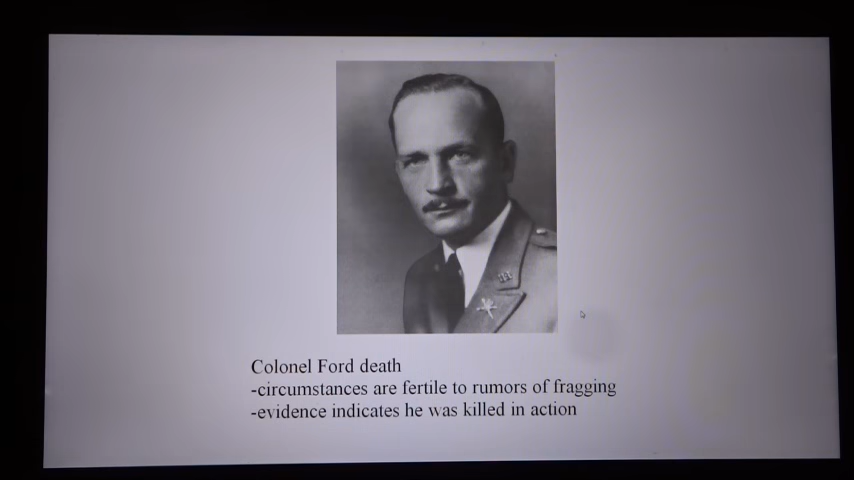 Colonel Ford death
-circumstances are fertile to rumors of fragging
-evidence indicates he was killed in action